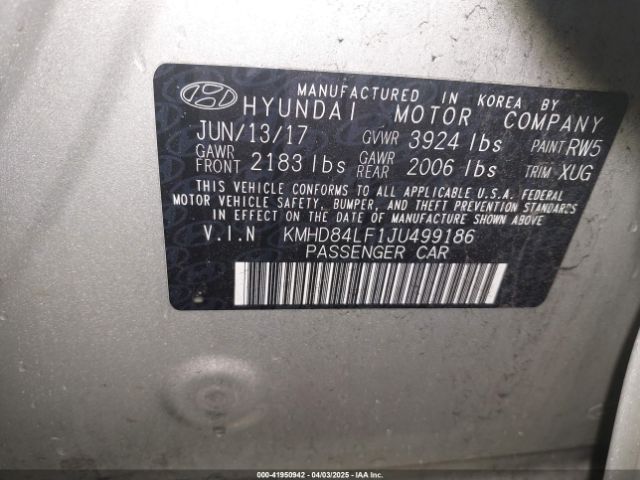 MANUFACTURED IN KOREA BY
HYUNDAI MOTOR COMPANY
JUN/13/17 GVWR 3924 lbs PAINT RW5
GAWR FRONT 2183 lbs GAWR REAR 2006 lbs TRIM XUG
THIS VEHICLE CONFORMS TO ALL APPLICABLE U.S.A. FEDERAL
MOTOR VEHICLE SAFETY, BUMPER, AND THEFT PREVENTION STANDARDS
IN EFFECT ON THE DATE OF MANUFACTURE SHOWN ABOVE
V.I.N KMHD84LF1JU499186
PASSENGER CAR
000-41950942 - 04/03/2025 - IAAI.COM